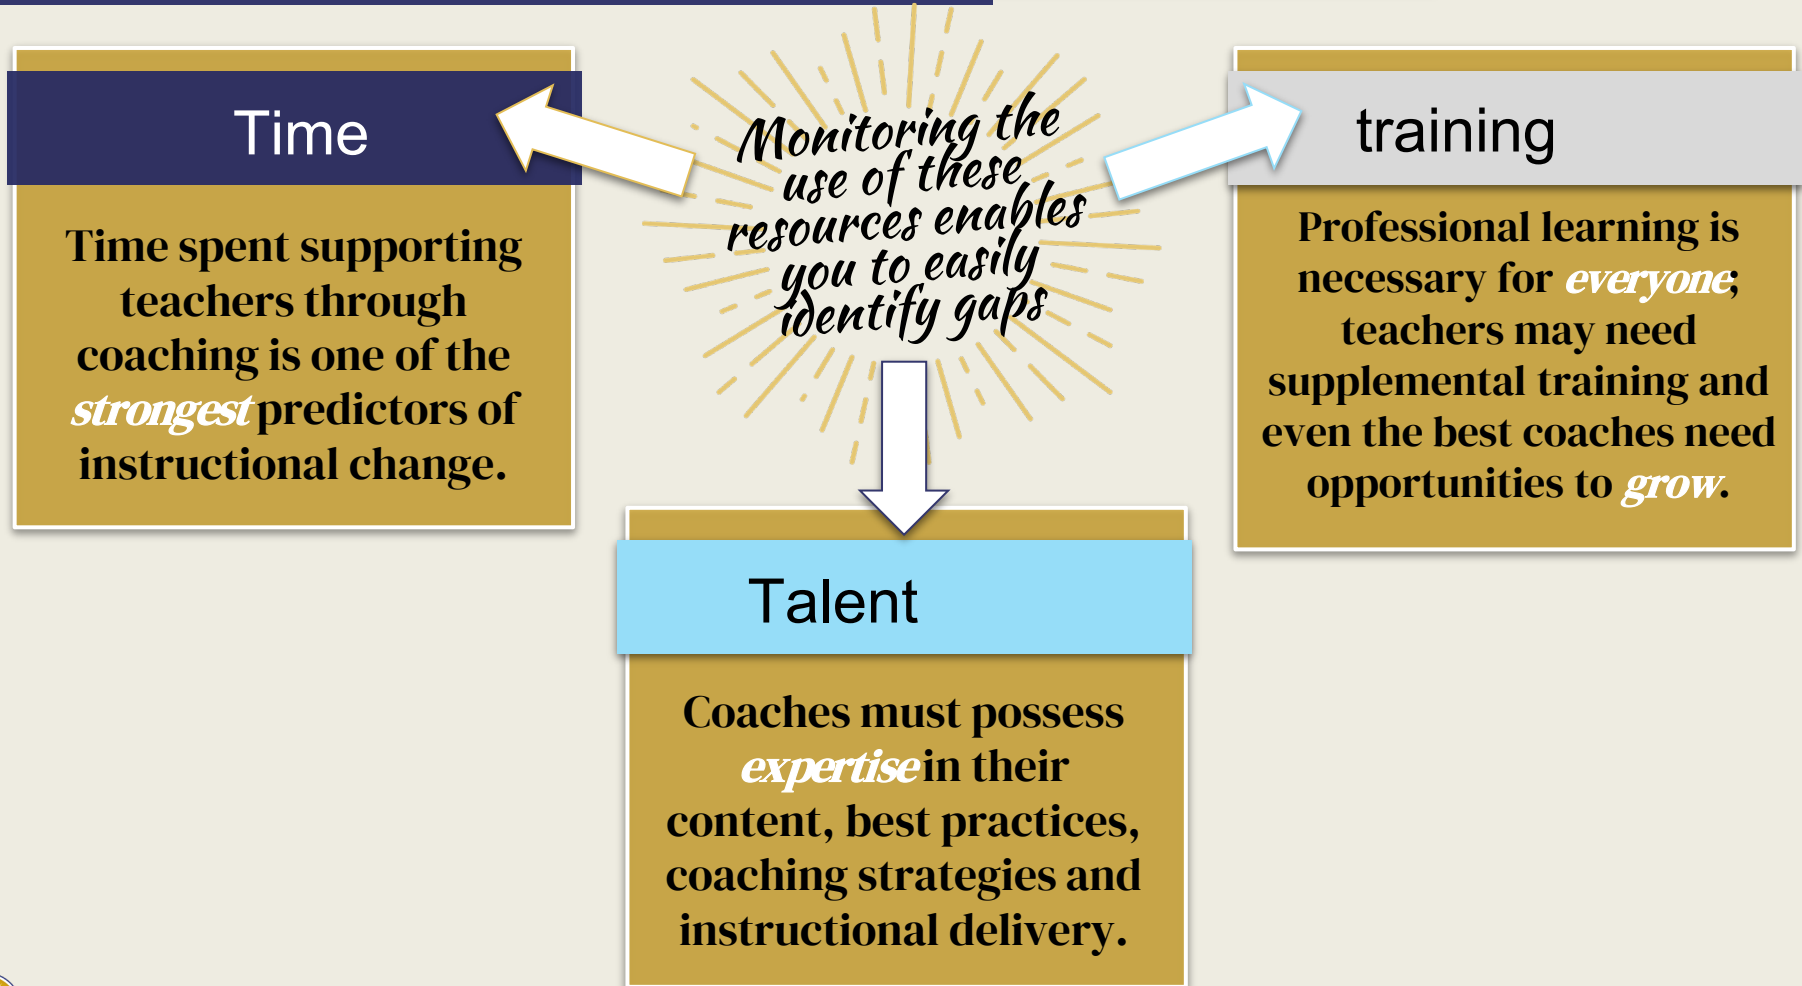 Monitoring the
use of these
resources enables
you to easily
identify gaps
Time
Time spent supporting
teachers through
coaching is one of the
strongest predictors of
instructional change.
Talent
Coaches must possess
expertise in their
content, best practices,
coaching strategies and
instructional delivery.
training
Professional learning is
necessary for everyone;
teachers may need
supplemental training and
even the best coaches need
opportunities to grow.